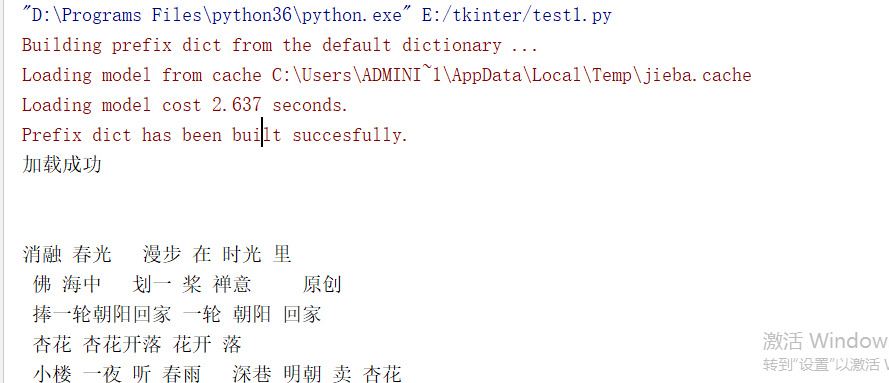 "D:\Programs Files\python36\python.exe" E:/tkinter/test1.py
Building prefix dict from the default dictionary ...
Loading model from cache C:\Users\ADMINI~1\AppData\Local\Temp\jieba.cache
Loading model cost 2.637 seconds.
Prefix dict has been built succesfully.
加载成功
消融 春光 漫步 在 时光 里
佛 海中 划一 桨 禅意 原创
捧一轮朝阳回家 一轮 朝阳 回家
杏花 杏花开落 花开 落
小楼 一夜 听 春雨 深巷 明朝 卖 杏花
激活 Window
转到"设置"以激活 W